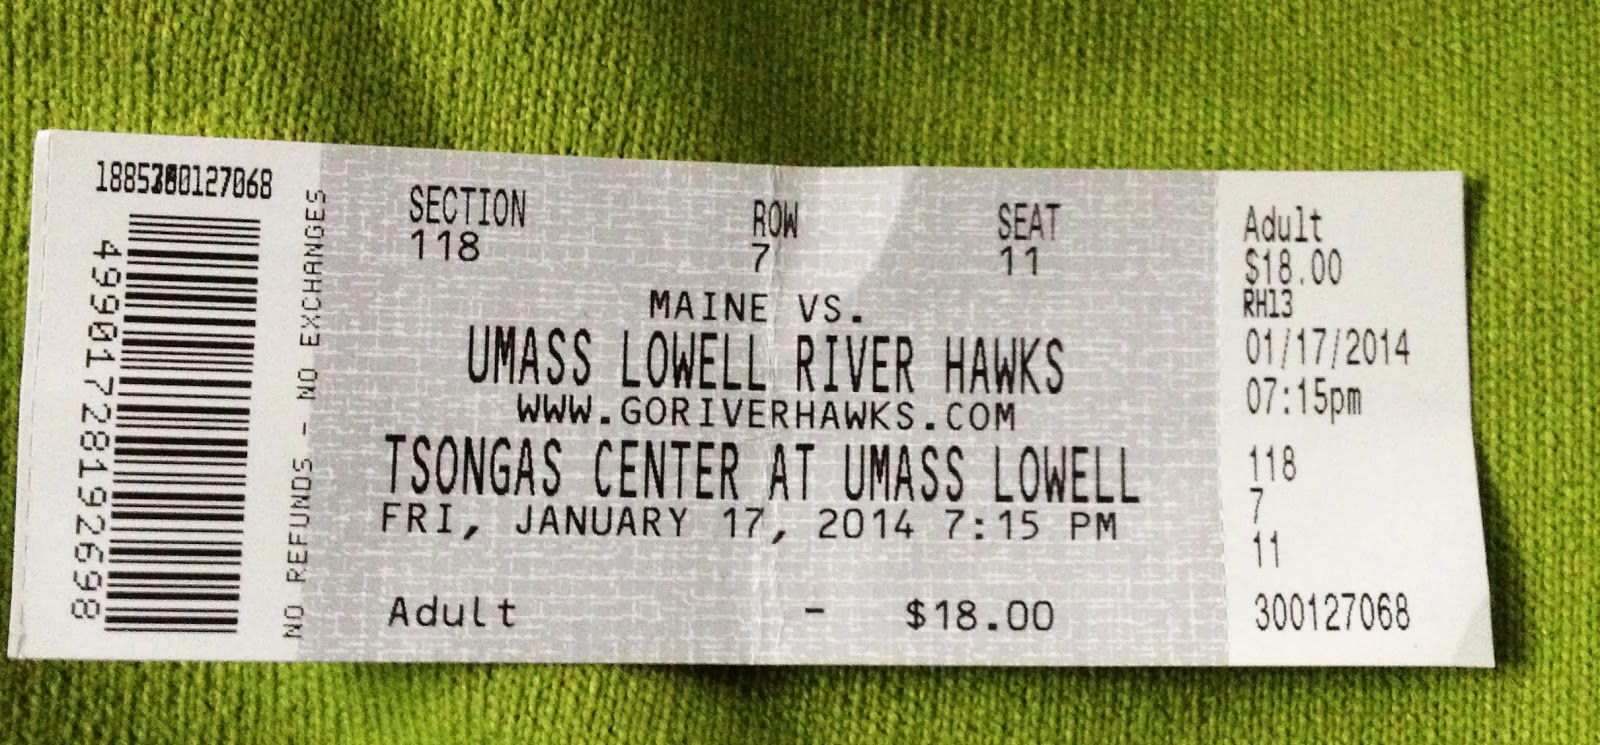 49901728192698
NO REFUNDS - NO EXCHANGES
SECTION ROW SEAT
118 7 11
MAINE VS.
UMASS LOWELL RIVER HAWKS
WWW.GORIVERHAWKS.COM
TSONGAS CENTER AT UMASS LOWELL
FRI, JANUARY 17, 2014 7:15 PM
Adult - $18.00
Adult
$18.00
RH13
01/17/2014
07:15pm
118
7
11
300127068